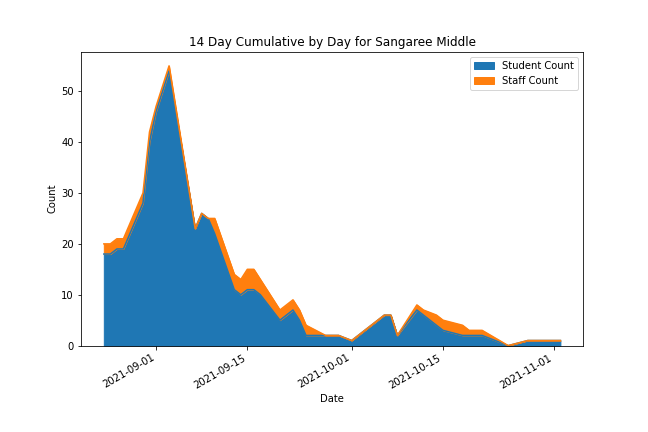 14 Day Cumulative by Day for Sangaree Middle
Student Count
Staff Count
Count
50
40
30
20
10
0
2021-09-01
2021-09-15
2021-10-01
2021-10-15
2021-11-01
Date